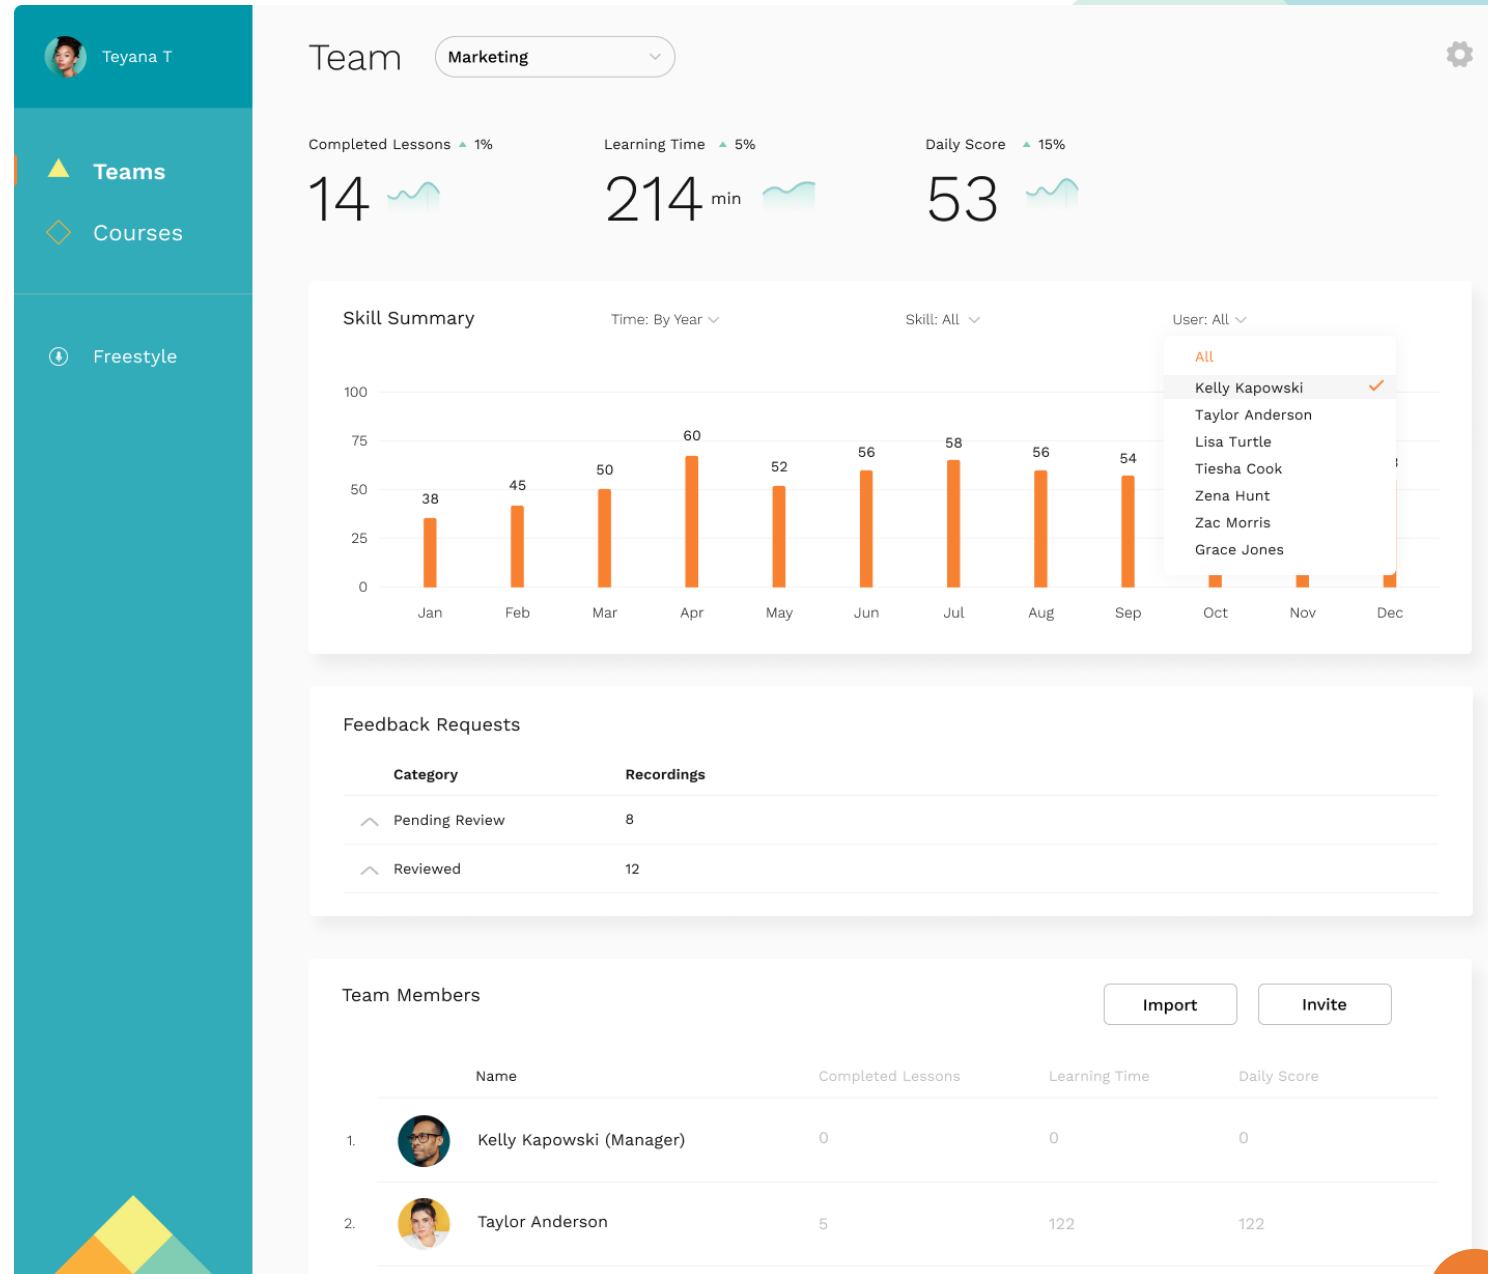 Teyana T
Teams
Courses
Freestyle
Team
Marketing
Completed Lessons 1%
14
Learning Time 5%
214 min
Daily Score 15%
53
Skill Summary
Time: By Year
Skill: All
User: All
All
Kelly Kapowski
Taylor Anderson
Lisa Turtle
Tiesha Cook
Zena Hunt
Zac Morris
Grace Jones
100
75
50
25
0
38
45
50
60
52
56
58
56
54
Jan Feb Mar Apr May Jun Jul Aug Sep Oct Nov Dec
Feedback Requests
Category Recordings
Pending Review 8
Reviewed 12
Team Members
Import
Invite
Name Completed Lessons Learning Time Daily Score
1. Kelly Kapowski (Manager) 0 0 0
2. Taylor Anderson 5 122 122